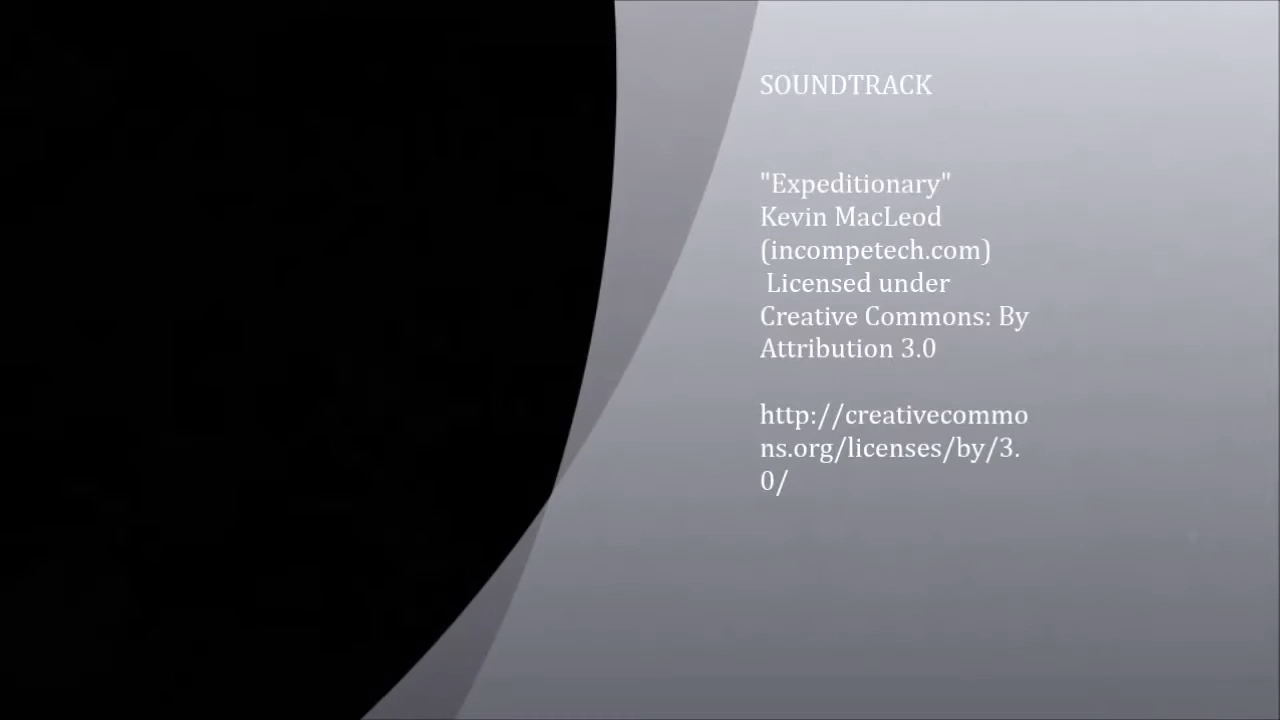 SOUNDTRACK
"Expeditionary"
Kevin MacLeod
(incompetech.com)
Licensed under
Creative Commons: By
Attribution 3.0
http://creativecommo
ns.org/licenses/by/3.
0/